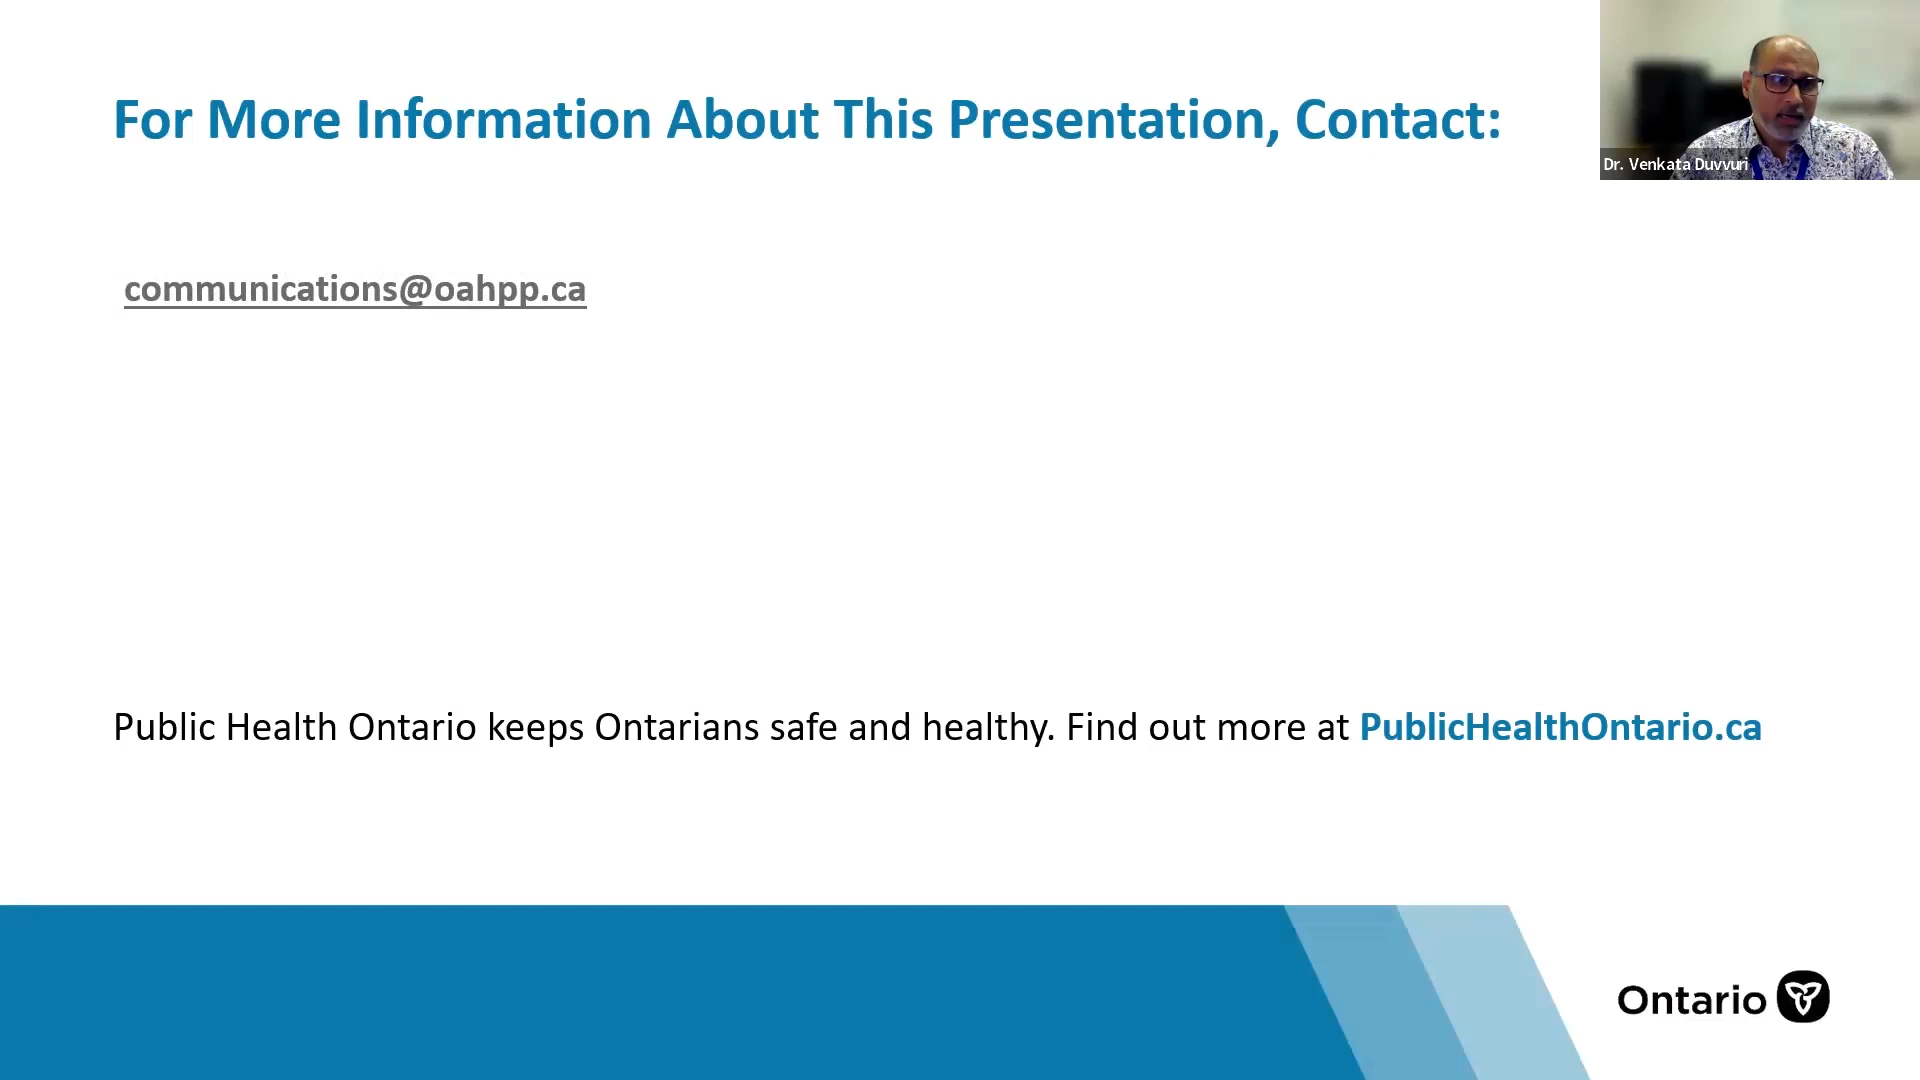 For More Information About This Presentation, Contact:
Dr. Venkata Duvvuri
communications@oahpp.ca
Public Health Ontario keeps Ontarians safe and healthy. Find out more at PublicHealthOntario.ca
Ontario